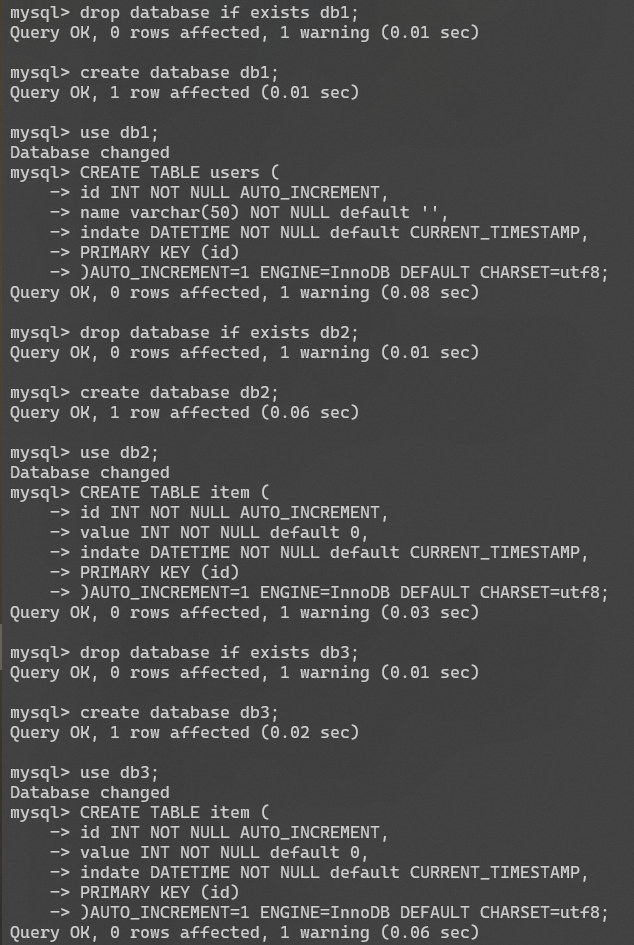 mysql> drop database if exists db1;
Query OK, 0 rows affected, 1 warning (0.01 sec)
mysql> create database db1;
Query OK, 1 row affected (0.01 sec)
mysql> use db1;
Database changed
mysql> CREATE TABLE users (
-> id INT NOT NULL AUTO_INCREMENT,
-> name varchar(50) NOT NULL default '',
-> indate DATETIME NOT NULL default CURRENT_TIMESTAMP,
-> PRIMARY KEY (id)
-> )AUTO_INCREMENT=1 ENGINE=InnoDB DEFAULT CHARSET=utf8;
Query OK, 0 rows affected, 1 warning (0.08 sec)
mysql> drop database if exists db2;
Query OK, 0 rows affected, 1 warning (0.01 sec)
mysql> create database db2;
Query OK, 1 row affected (0.06 sec)
mysql> use db2;
Database changed
mysql> CREATE TABLE item (
-> id INT NOT NULL AUTO_INCREMENT,
-> value INT NOT NULL default 0,
-> indate DATETIME NOT NULL default CURRENT_TIMESTAMP,
-> PRIMARY KEY (id)
-> )AUTO_INCREMENT=1 ENGINE=InnoDB DEFAULT CHARSET=utf8;
Query OK, 0 rows affected, 1 warning (0.03 sec)
mysql> drop database if exists db3;
Query OK, 0 rows affected, 1 warning (0.01 sec)
mysql> create database db3;
Query OK, 1 row affected (0.02 sec)
mysql> use db3;
Database changed
mysql> CREATE TABLE item (
-> id INT NOT NULL AUTO_INCREMENT,
-> value INT NOT NULL default 0,
-> indate DATETIME NOT NULL default CURRENT_TIMESTAMP,
-> PRIMARY KEY (id)
-> )AUTO_INCREMENT=1 ENGINE=InnoDB DEFAULT CHARSET=utf8;
Query OK, 0 rows affected, 1 warning (0.06 sec)